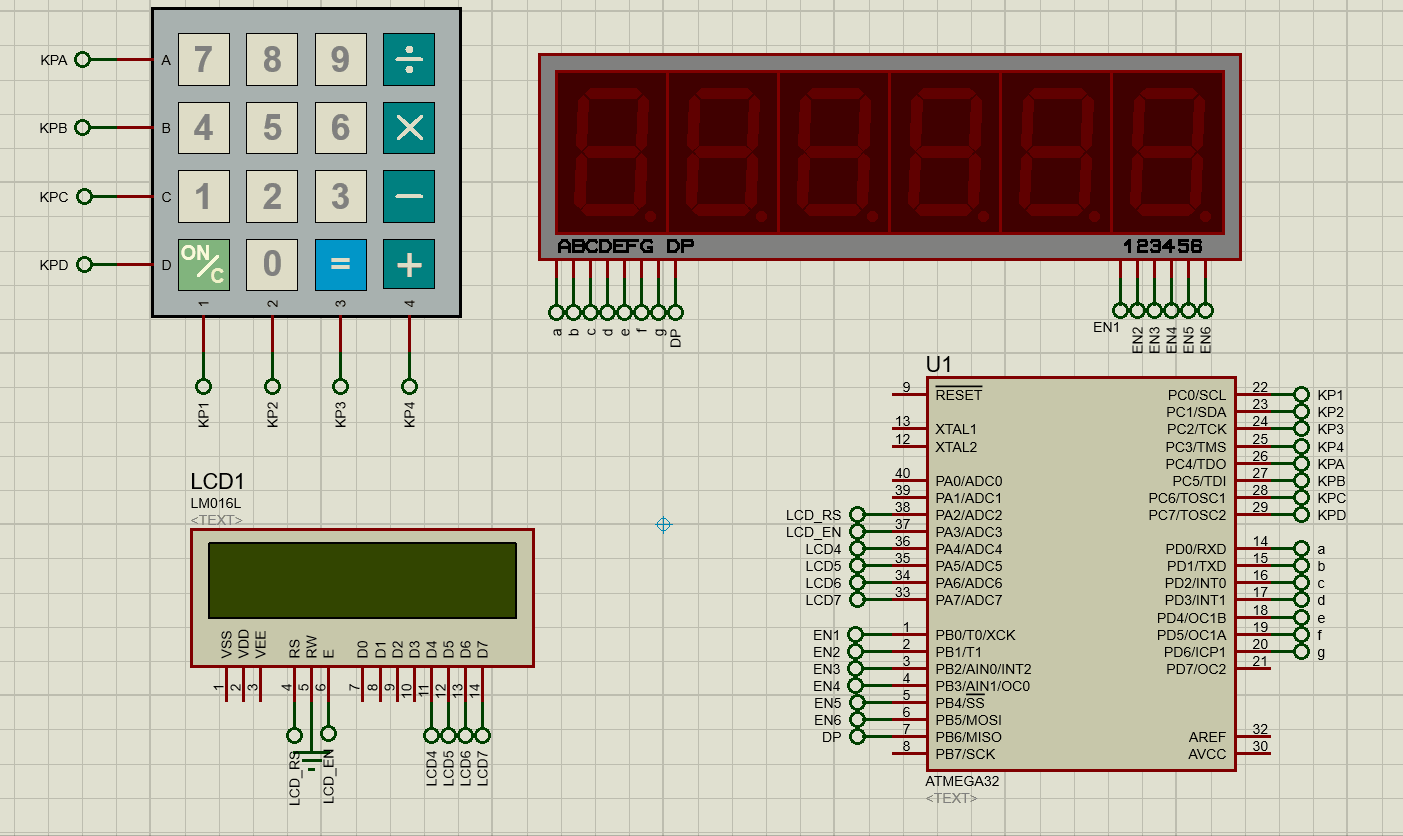 KPA A 7 8 9 ÷
KPB B 4 5 6 ×
KPC C 1 2 3 −
KPD D ON/C 0 = +
1 2 3 4
KP1 KP2 KP3 KP4
ABCDEFG DP 123456
a b c d e f g DP
EN1 EN2 EN3 EN4 EN5 EN6
LCD1
LM016L
<TEXT>
VSS VDD VEE RS RW E D0 D1 D2 D3 D4 D5 D6 D7
1 2 3 4 5 6 7 8 9 10 11 12 13 14
LCD_RS LCD_EN LCD4 LCD5 LCD6 LCD7
U1
9 RESET PC0/SCL 22 KP1
PC1/SDA 23 KP2
13 XTAL1 PC2/TCK 24 KP3
12 XTAL2 PC3/TMS 25 KP4
PC4/TDO 26 KPA
40 PA0/ADC0 PC5/TDI 27 KPB
39 PA1/ADC1 PC6/TOSC1 28 KPC
LCD_RS 38 PA2/ADC2 PC7/TOSC2 29 KPD
LCD_EN 37 PA3/ADC3
LCD4 36 PA4/ADC4 PD0/RXD 14 a
LCD5 35 PA5/ADC5 PD1/TXD 15 b
LCD6 34 PA6/ADC6 PD2/INT0 16 c
LCD7 33 PA7/ADC7 PD3/INT1 17 d
PD4/OC1B 18 e
EN1 1 PB0/T0/XCK PD5/OC1A 19 f
EN2 2 PB1/T1 PD6/ICP1 20 g
EN3 3 PB2/AIN0/INT2 PD7/OC2 21
EN4 4 PB3/AIN1/OC0
EN5 5 PB4/SS
EN6 6 PB5/MOSI
DP 7 PB6/MISO AREF 32
8 PB7/SCK AVCC 30
ATMEGA32
<TEXT>